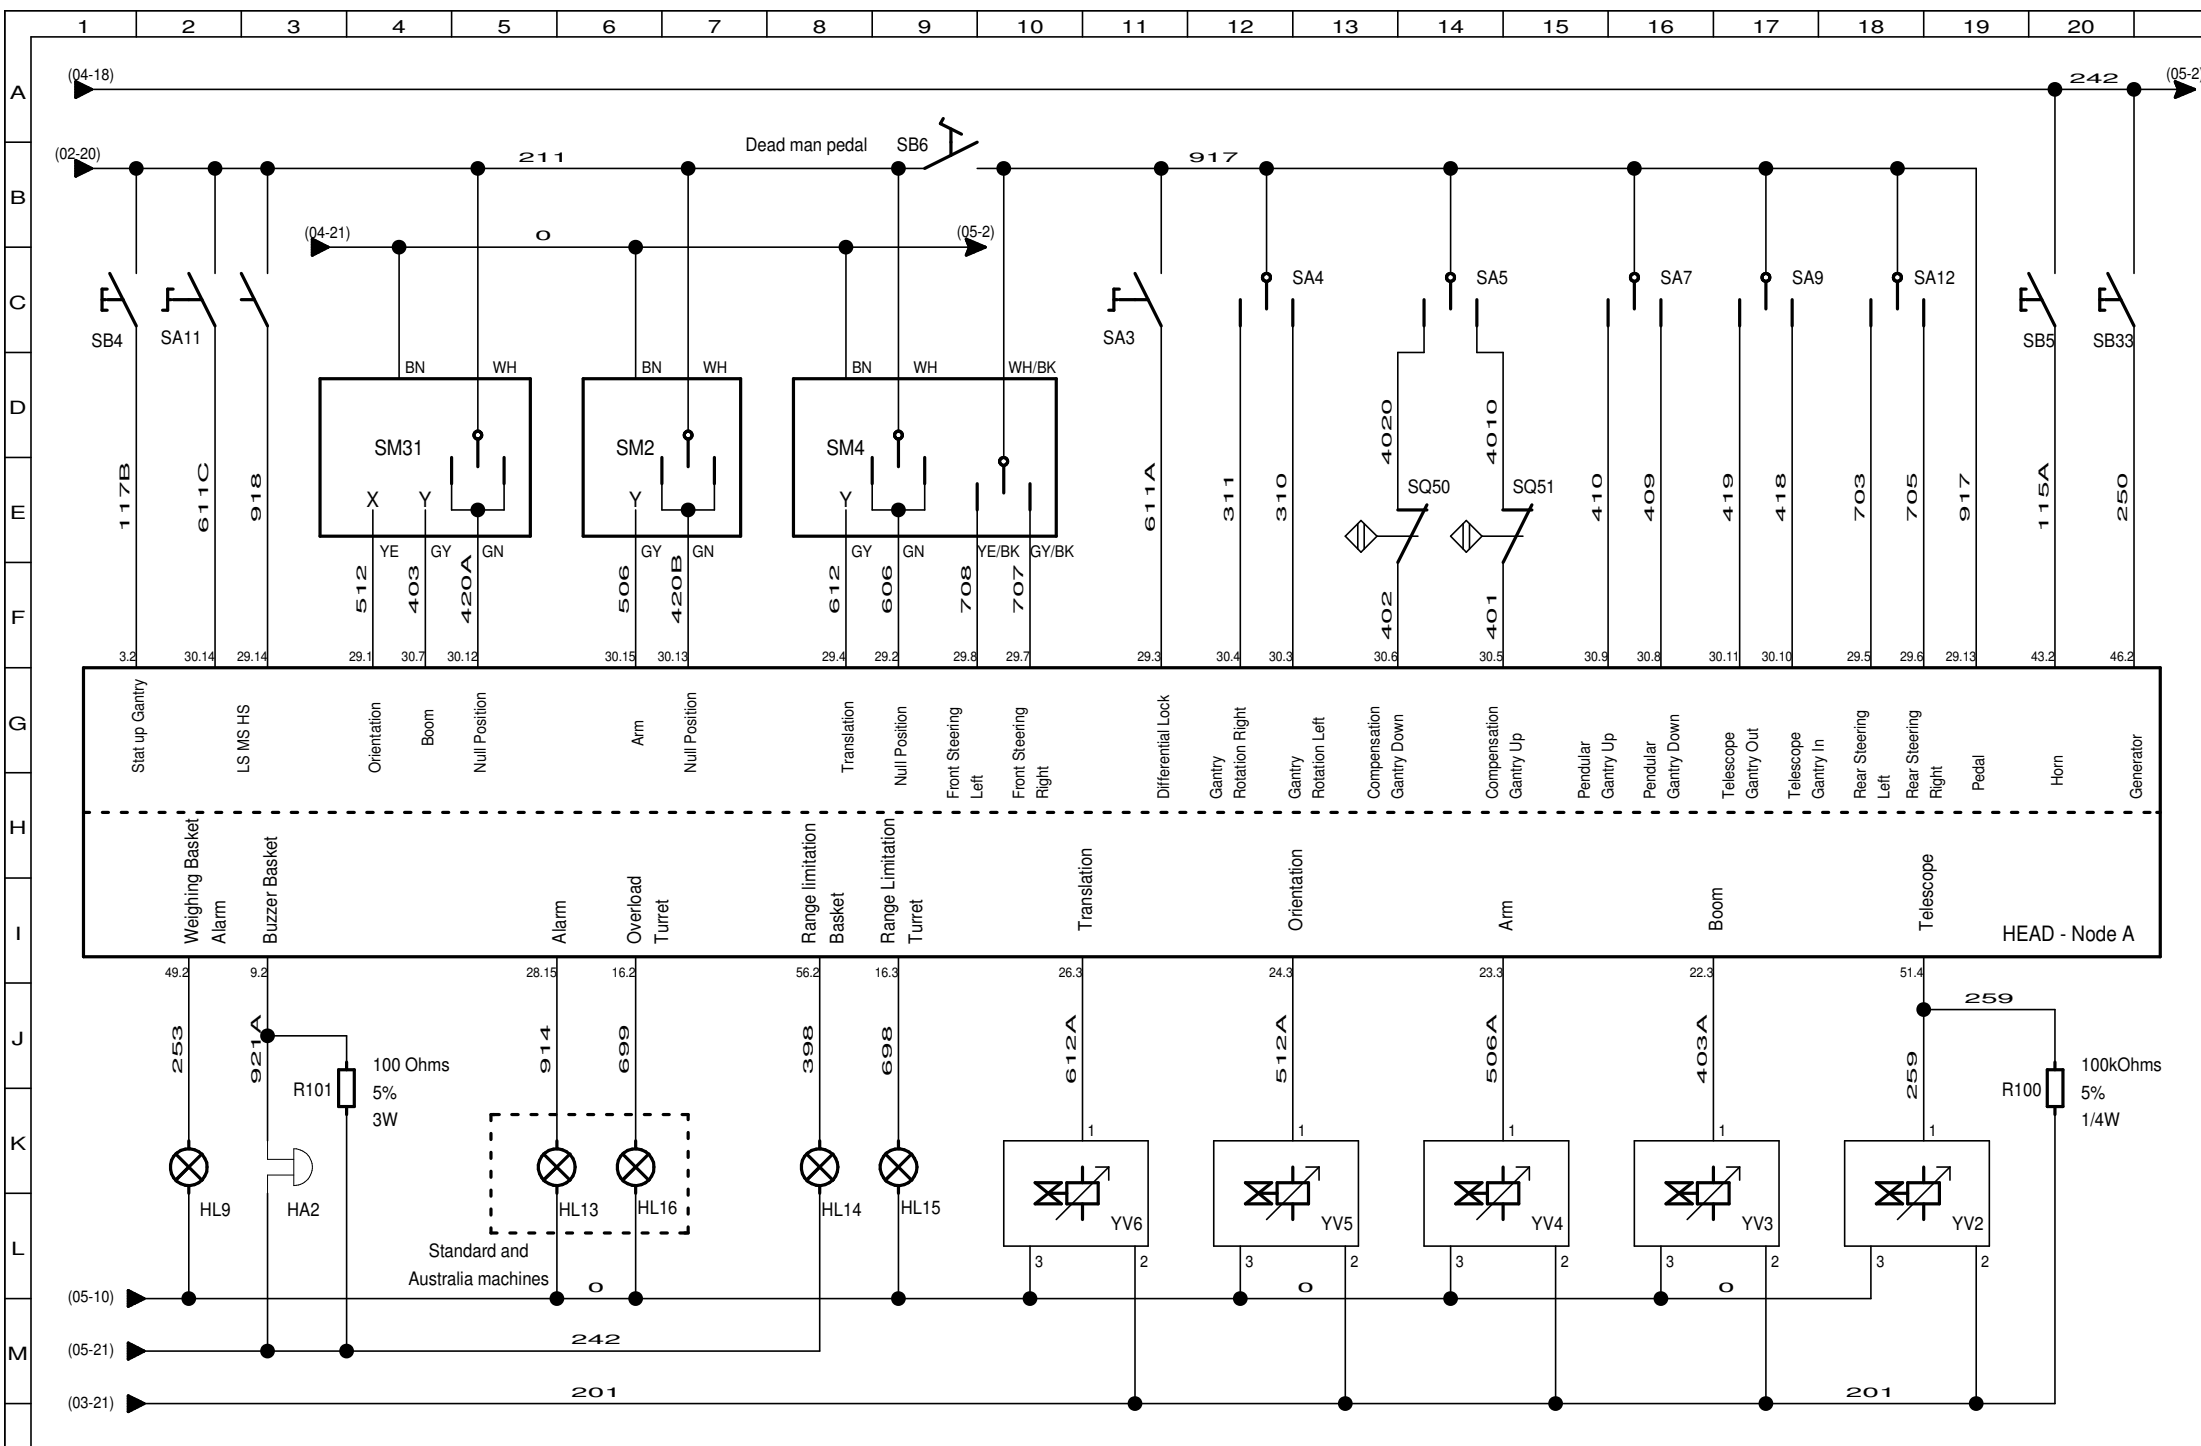 1 2 3 4 5 6 7 8 9 10 11 12 13 14 15 16 17 18 19 20
A
(04-18) 242 (05-2
B
(02-20) 211 Dead man pedal SB6 917
(04-21) 0 (05-2)
C
SB4 SA11 SA3 SA4 SA5 SA7 SA9 SA12 SB5 SB33
D
BN WH BN WH BN WH WH/BK
SM31 SM2 SM4
4020 4010
E
117B 611C 918 X Y Y Y 611A 311 310 SQ50 SQ51 410 409 419 418 703 705 917 115A 250
YE GY GN GY GN GY GN YE/BK GY/BK
F
512 403 420A 506 420B 612 606 708 707 402 401
3.2 30.14 29.14 29.1 30.7 30.12 30.15 30.13 29.4 29.2 29.8 29.7 29.3 30.4 30.3 30.6 30.5 30.9 30.8 30.11 30.10 29.5 29.6 29.13 43.2 46.2
G
Stat up Gantry
LS MS HS
Orientation
Boom
Null Position
Arm
Null Position
Translation
Null Position
Front Steering
Left
Front Steering
Right
Differential Lock
Gantry
Rotation Right
Gantry
Rotation Left
Compensation
Gantry Down
Compensation
Gantry Up
Pendular
Gantry Up
Pendular
Gantry Down
Telescope
Gantry Out
Telescope
Gantry In
Rear Steering
Left
Rear Steering
Right
Pedal
Horn
Generator
H
Weighing Basket
Alarm
Buzzer Basket
Alarm
Overload
Turret
Range limitation
Basket
Range Limitation
Turret
Translation
Orientation
Arm
Boom
Telescope
I
HEAD - Node A
49.2 9.2 28.15 16.2 56.2 16.3 26.3 24.3 23.3 22.3 51.4
J
253 921A 914 699 398 698 612A 512A 506A 403A 259 259
R101
100 Ohms
5%
3W
R100
100kOhms
5%
1/4W
K
1 1 1 1 1
HL9 HA2 HL13 HL16 HL14 HL15 YV6 YV5 YV4 YV3 YV2
L
Standard and
Australia machines
3 2 3 2 3 2 3 2 3 2
(05-10) 0 0 0
M
(05-21) 242
(03-21) 201 201